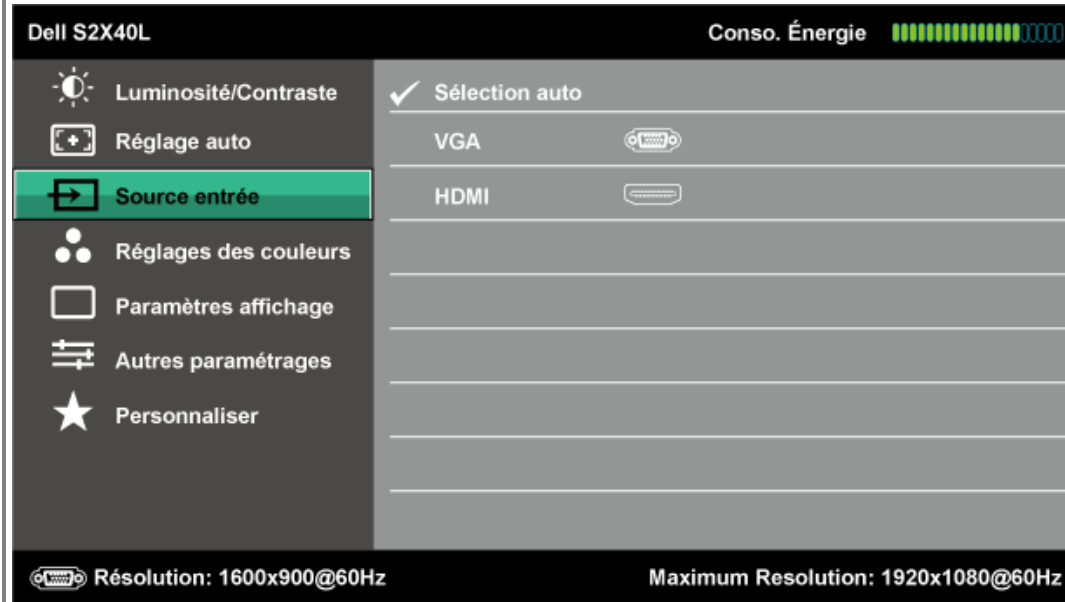 Dell S2X40L
Conso. Énergie
Luminosité/Contraste
Réglage auto
Source entrée
Réglages des couleurs
Paramètres affichage
Autres paramétrages
Personnaliser
Sélection auto
VGA
HDMI
Résolution: 1600x900@60Hz
Maximum Resolution: 1920x1080@60Hz